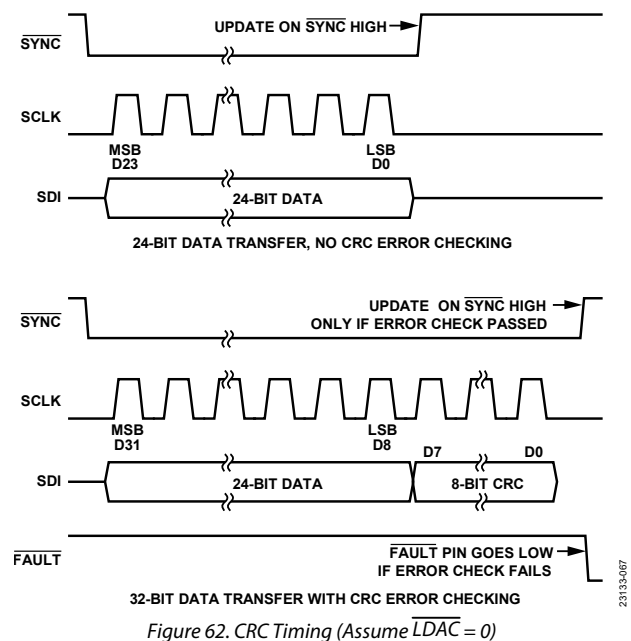 UPDATE ON SYNC HIGH
SYNC
SCLK
MSB
D23
LSB
D0
SDI
24-BIT DATA
24-BIT DATA TRANSFER, NO CRC ERROR CHECKING
UPDATE ON SYNC HIGH
ONLY IF ERROR CHECK PASSED
SYNC
SCLK
MSB
D31
LSB
D8
D7
D0
SDI
24-BIT DATA
8-BIT CRC
FAULT
FAULT PIN GOES LOW
IF ERROR CHECK FAILS
32-BIT DATA TRANSFER WITH CRC ERROR CHECKING
23133-067
Figure 62. CRC Timing (Assume LDAC = 0)